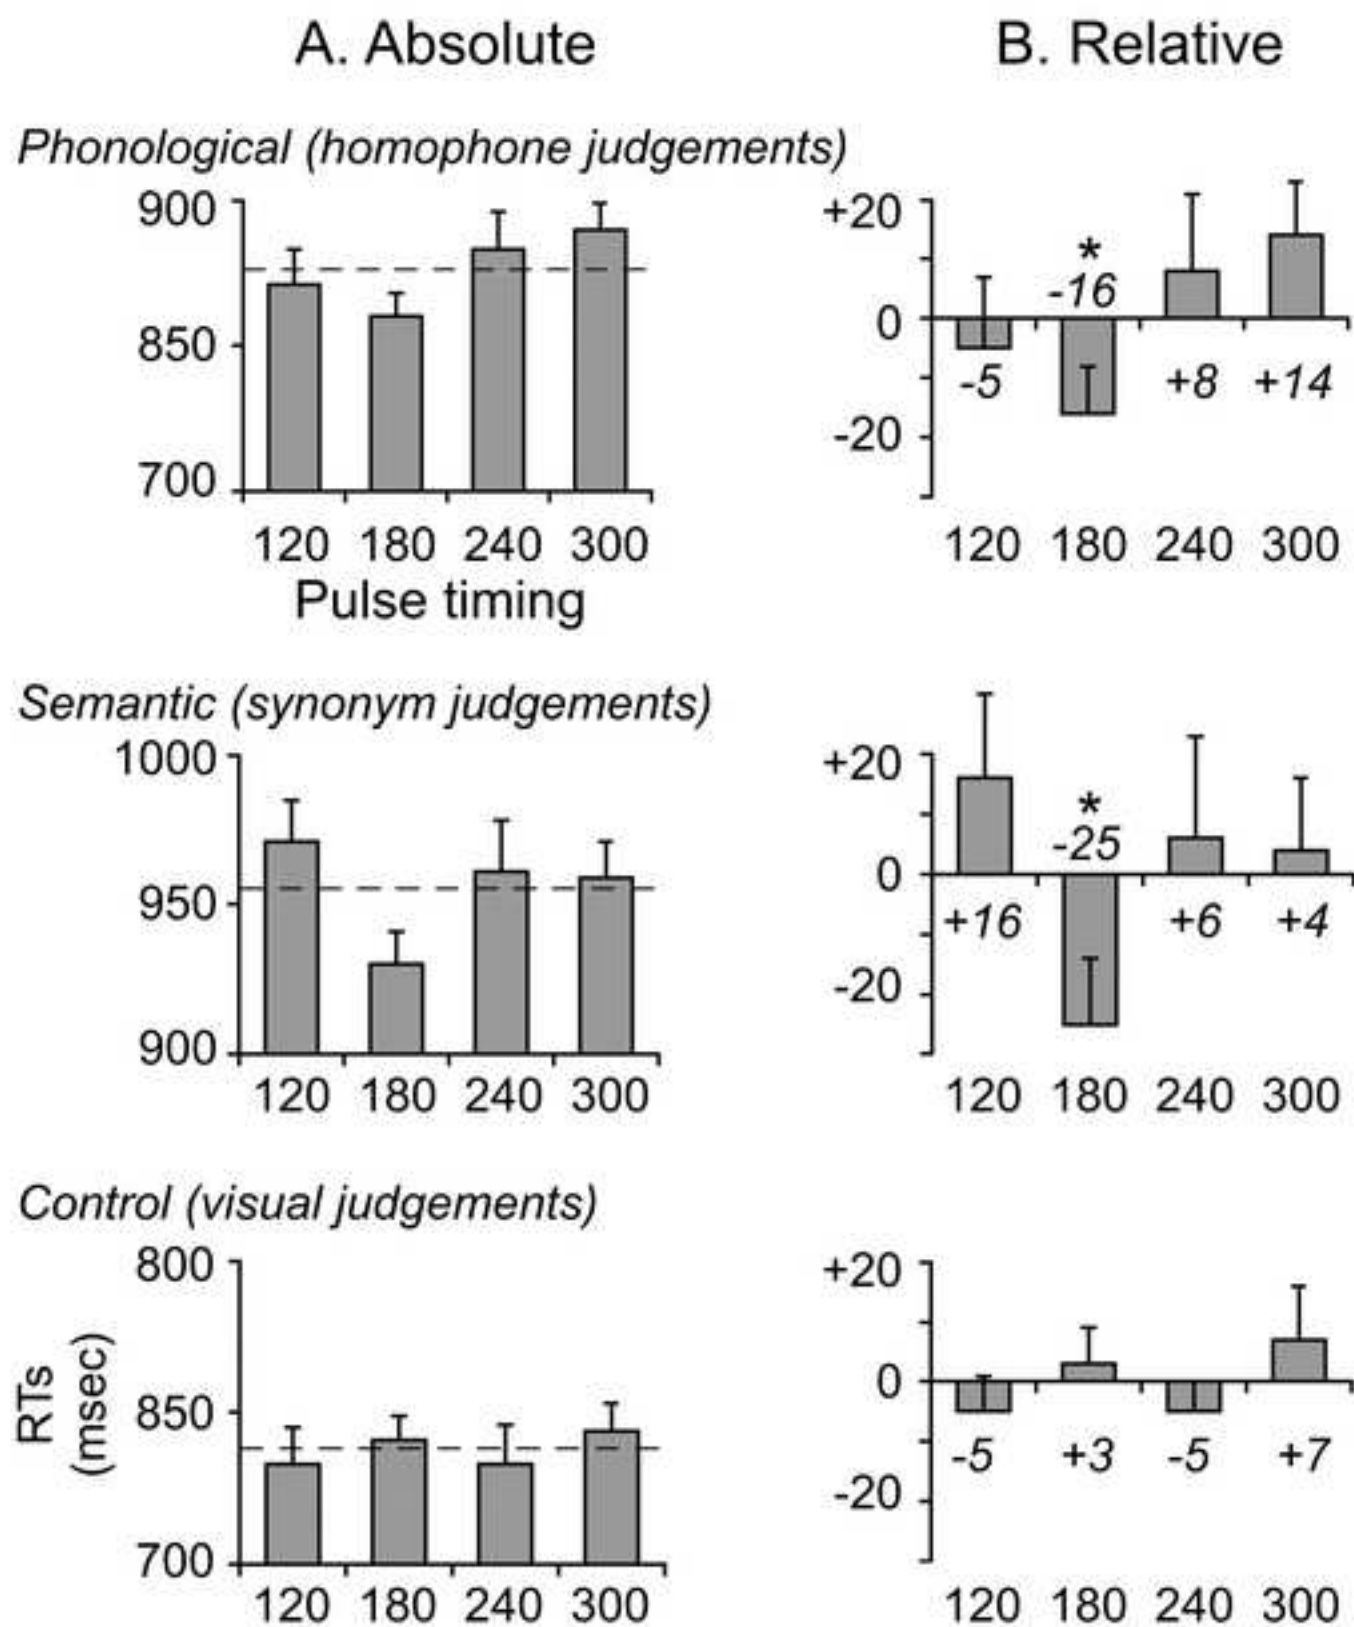 A. Absolute
B. Relative
Phonological (homophone judgements)
900
850
700
120 180 240 300
Pulse timing
+20
0
-20
*
-16
-5
+8
+14
120 180 240 300
Semantic (synonym judgements)
1000
950
900
120 180 240 300
+20
0
-20
*
-25
+16
+6
+4
120 180 240 300
Control (visual judgements)
RTs
(msec)
800
850
700
120 180 240 300
+20
0
-20
-5
+3
-5
+7
120 180 240 300